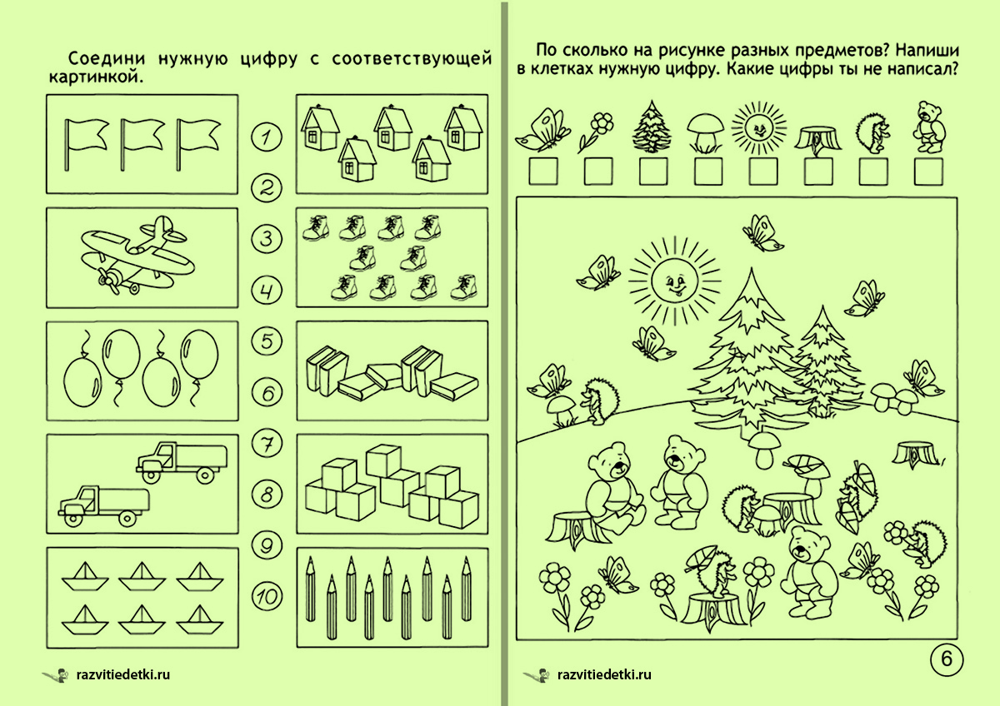 Соедини нужную цифру с соответствующей
картинкой.
1
2
3
4
5
6
7
8
9
10
razvitiedetki.ru
По сколько на рисунке разных предметов? Напиши
в клетках нужную цифру. Какие цифры ты не написал?
6
razvitiedetki.ru